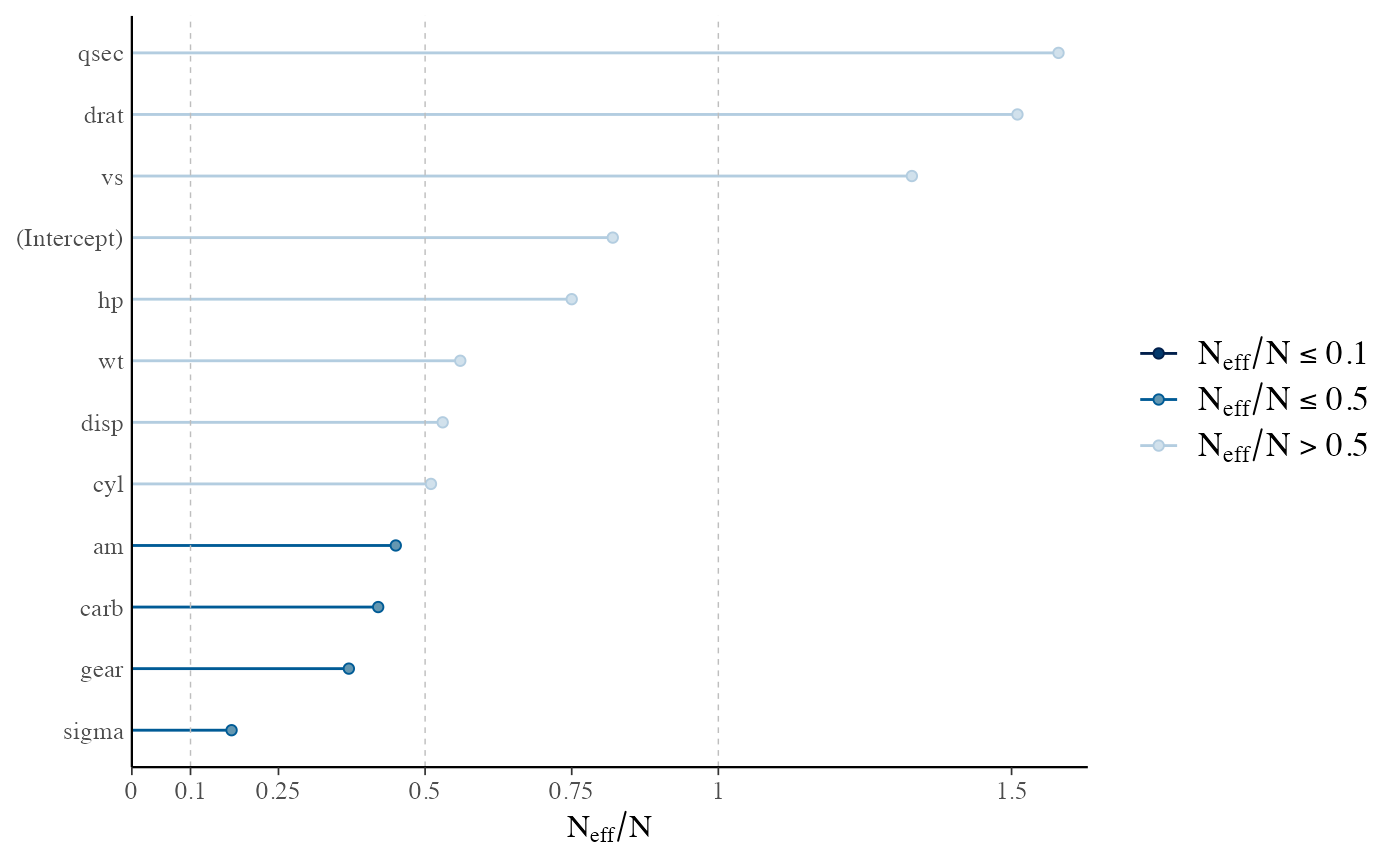 qsec
drat
vs
(Intercept)
hp
wt
disp
cyl
am
carb
gear
sigma
0 0.1 0.25 0.5 0.75 1 1.5
Neff/N
Neff/N ≤ 0.1
Neff/N ≤ 0.5
Neff/N > 0.5